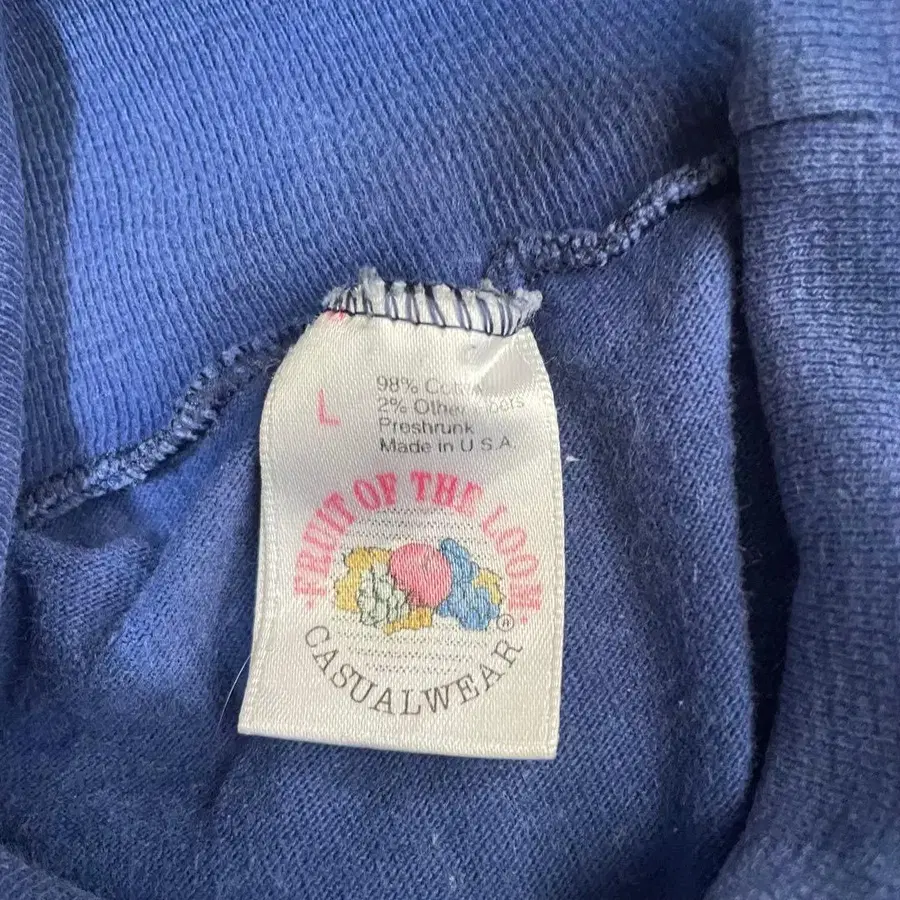 L
98% Cotton
2% Other Fibers
Preshrunk
Made in U.S.A.
FRUIT OF THE LOOM
CASUALWEAR®